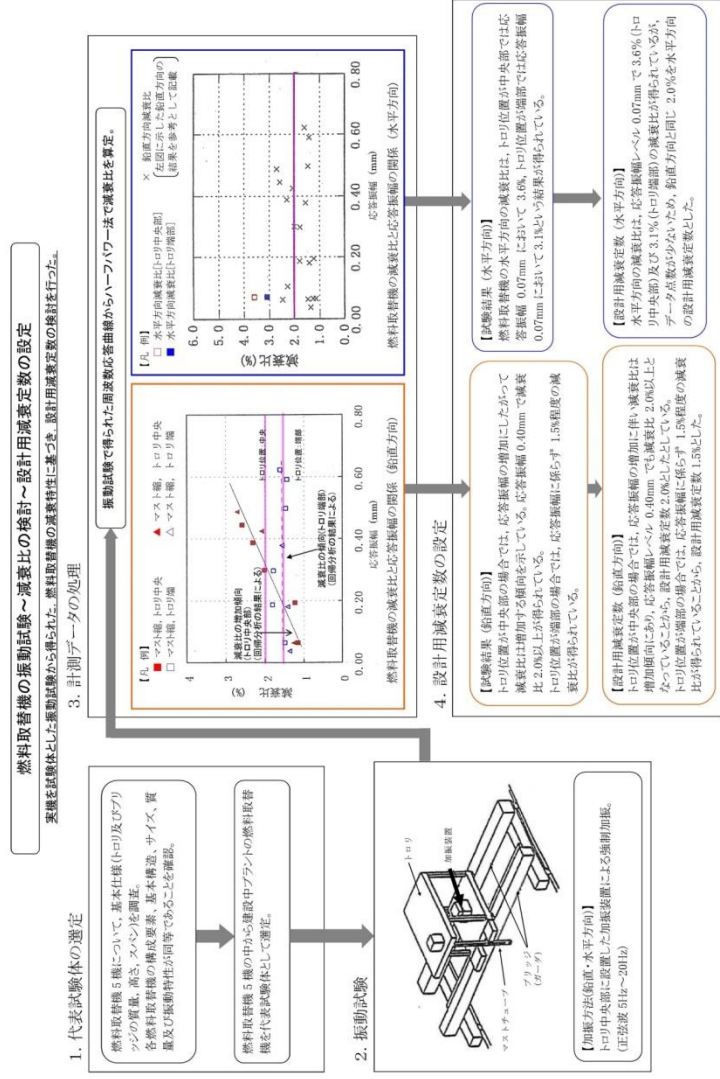 燃料取替機の振動試験～減衰比の検討～設計用減衰定数の設定
実機を試験体とした振動試験から得られた、燃料取替機の減衰特性に基づき、設計用減衰定数の検討を行った。
1. 代表試験体の選定
燃料取替機5機について、基本仕様(トロリ及びブリ
ッジの質量、高さ、スパン)を調査。
各燃料取替機の構成要素、基本構造、サイズ、質
量及び振動特性が同等であることを確認。
燃料取替機5機の中から建設中プラントの燃料取替
機を代表試験体として選定。
2. 振動試験
トロリ
加振装置
マストチューブ
ブリッジ
(ガーダ)
【加振方法(鉛直・水平方向)】
トロリ中央部に設置した加振装置による強制加振。
(正弦波 5Hz～20Hz)
3. 計測データの処理
振動試験で得られた周波数応答曲線からハーフパワー法で減衰比を算定。
【凡 例】
■ マスト縮、トロリ中央
□ マスト縮、トロリ端
▲ マスト縮、トロリ中央
△ マスト縮、トロリ端
減衰比(%)
4
3
2
1
0
減衰比の増加傾向
(トロリ中央部)
(回帰分析の結果による)
トロリ位置:中央
トロリ位置:端部
減衰比の傾向(トロリ端部)
(回帰分析の結果による)
0.00 0.20 0.40 0.60 0.80
応答振幅 (mm)
燃料取替機の減衰比と応答振幅の関係 (鉛直方向)
【凡 例】
□ 水平方向減衰比[トロリ中央部]
■ 水平方向減衰比[トロリ端部]
× 鉛直方向減衰比
左図に示した鉛直方向の
結果を参考として記載
減衰比(%)
6.0
5.0
4.0
3.0
2.0
1.0
0.0
0.00 0.20 0.40 0.60 0.80
応答振幅 (mm)
燃料取替機の減衰比と応答振幅の関係 (水平方向)
4. 設計用減衰定数の設定
【試験結果 (鉛直方向)】
トロリ位置が中央部の場合では、応答振幅の増加にしたがって
減衰比は増加する傾向を示している。応答振幅 0.40mm で減衰
比 2.0%以上が得られている。
トロリ位置が端部の場合では、応答振幅に係らず 1.5%程度の減
衰比が得られている。
【設計用減衰定数 (鉛直方向)】
トロリ位置が中央部の場合では、応答振幅の増加に伴い減衰比は
増加傾向にあり、応答振幅レベル 0.40mm でも減衰比 2.0%以上と
なっていることから、設計用減衰定数 2.0%としたとしている。
トロリ位置が端部の場合では、応答振幅に係らず 1.5%程度の減衰
比が得られていることから、設計用減衰定数 1.5%とした。
【試験結果 (水平方向)】
燃料取替機の水平方向の減衰比は、トロリ位置が中央部では応
答振幅 0.07mm において 3.6%、トロリ位置が端部では応答振幅
0.07mm において 3.1%という結果が得られている。
【設計用減衰定数 (水平方向)】
水平方向の減衰比は、応答振幅レベル 0.07mm で 3.6%(トロ
リ中央部)及び 3.1%(トロリ端部)の減衰比が得られているが、
データ点数が少ないため、鉛直方向と同じ 2.0%を水平方向
の設計用減衰定数とした。